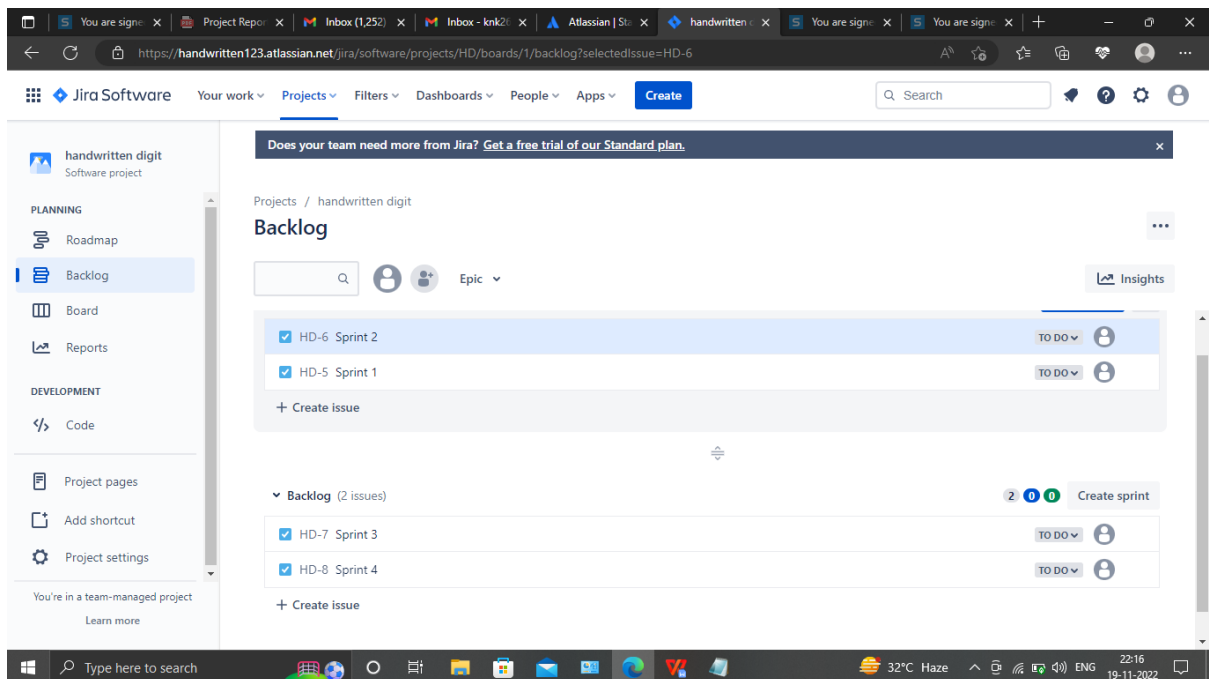 You are signe
Project Repor
Inbox (1,252)
Inbox - knk2
Atlassian | Sta
handwritten
You are signe
You are signe
https://handwritten123.atlassian.net/jira/software/projects/HD/boards/1/backlog?selectedIssue=HD-6
Jira Software Your work Projects Filters Dashboards People Apps Create Search
Does your team need more from Jira? Get a free trial of our Standard plan.
handwritten digit
Software project
PLANNING
Roadmap
Backlog
Board
Reports
DEVELOPMENT
Code
Project pages
Add shortcut
Project settings
You're in a team-managed project
Learn more
Projects / handwritten digit
Backlog
Epic
Insights
HD-6 Sprint 2 TO DO
HD-5 Sprint 1 TO DO
+ Create issue
Backlog (2 issues) 2 0 0 Create sprint
HD-7 Sprint 3 TO DO
HD-8 Sprint 4 TO DO
+ Create issue
Type here to search
32°C Haze
ENG
22:16
19-11-2022